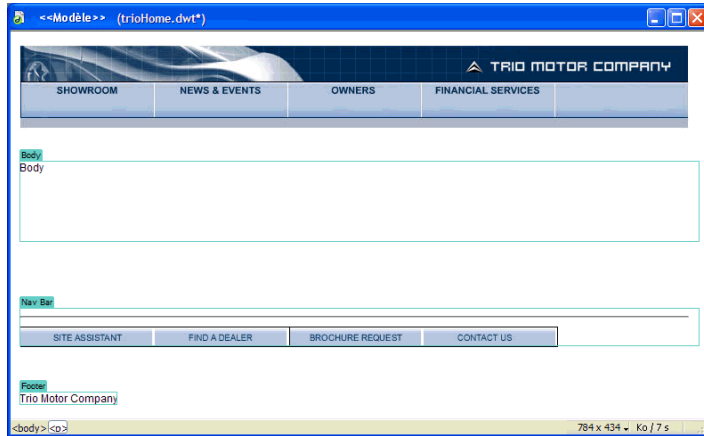 <<Modèle>> (trioHome.dwt*)
TRIO MOTOR COMPANY
SHOWROOM NEWS & EVENTS OWNERS FINANCIAL SERVICES
Body
Body
Nav Bar
SITE ASSISTANT FIND A DEALER BROCHURE REQUEST CONTACT US
Footer
Trio Motor Company
<body> <p> 784 x 434 Ko / 7 s